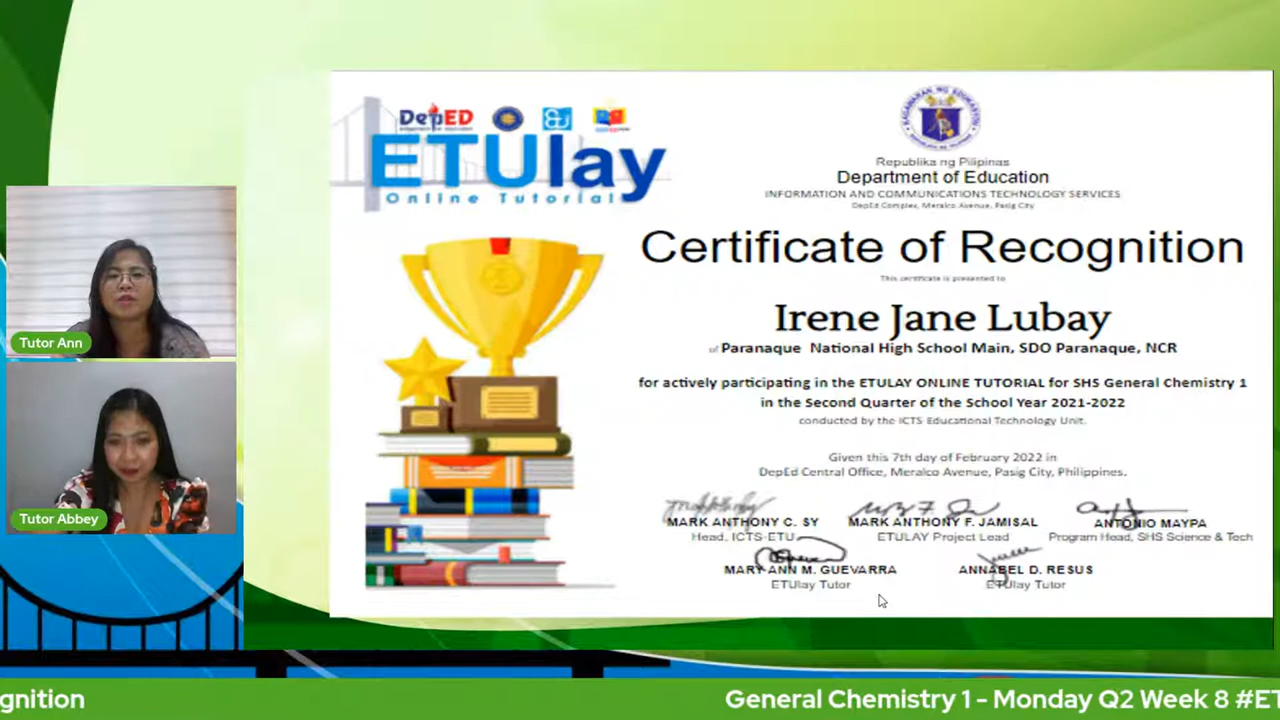 DepED
ETUlay
Online Tutorial
Republika ng Pilipinas
Department of Education
INFORMATION AND COMMUNICATIONS TECHNOLOGY SERVICES
DepEd Complex, Meralco Avenue, Pasig City
Certificate of Recognition
This certificate is presented to
Irene Jane Lubay
of Paranaque National High School Main, SDO Paranaque, NCR
for actively participating in the ETULAY ONLINE TUTORIAL for SHS General Chemistry 1
in the Second Quarter of the School Year 2021-2022
conducted by the ICTS Educational Technology Unit.
Given this 7th day of February 2022 in
DepEd Central Office, Meralco Avenue, Pasig City, Philippines.
MARK ANTHONY C. SY
Head, ICTS-ETU
MARK ANTHONY F. JAMISAL
ETULAY Project Lead
ANTONIO MAYPA
Program Head, SHS Science & Tech
MARY ANN M. GUEVARRA
ETUlay Tutor
ANNABEL D. RESUS
ETUlay Tutor
Tutor Ann
Tutor Abbey
gnition
General Chemistry 1 - Monday Q2 Week 8 #ET